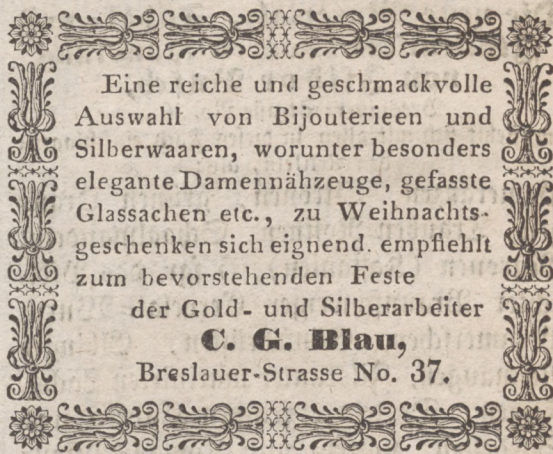 Eine reiche und geschmackvolle
Auswahl von Bijouterieen und
Silberwaaren, worunter besonders
elegante Damennähzeuge, gefasste
Glassachen etc., zu Weihnachts-
geschenken sich eignend. empfiehlt
zum bevorstehenden Feste
der Gold- und Silberarbeiter
C. G. Blau,
Breslauer-Strasse No. 37.